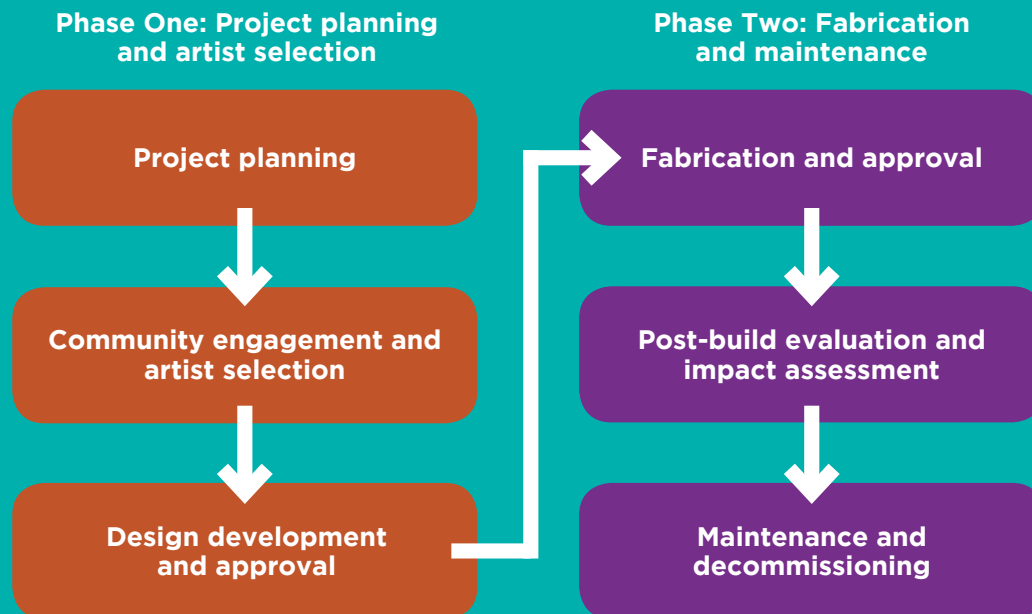 Phase One: Project planning
and artist selection
Project planning
Community engagement and
artist selection
Design development
and approval
Phase Two: Fabrication
and maintenance
Fabrication and approval
Post-build evaluation and
impact assessment
Maintenance and
decommissioning